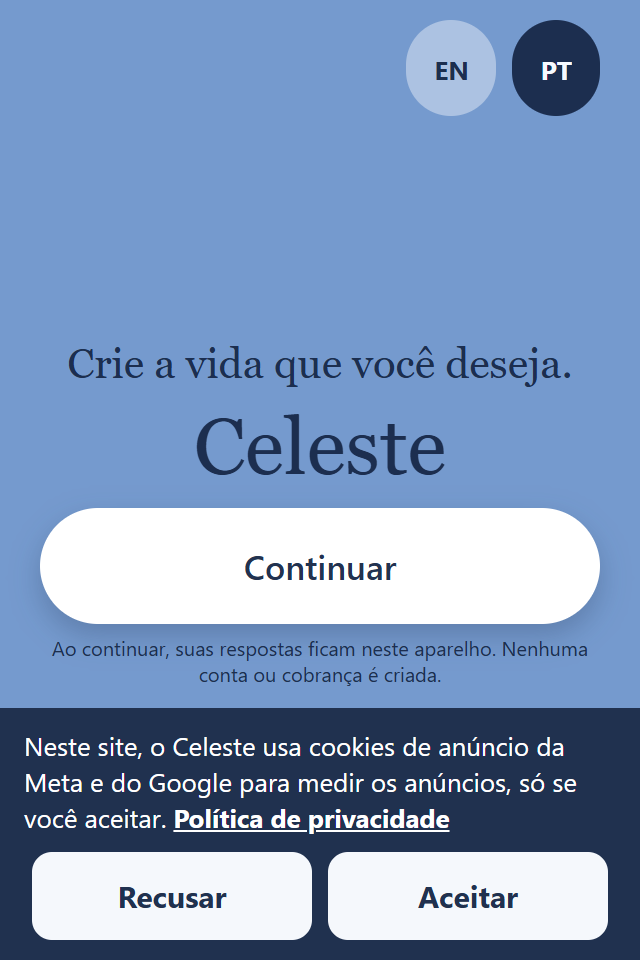 EN PT
Crie a vida que você deseja.
Celeste
Continuar
Ao continuar, suas respostas ficam neste aparelho. Nenhuma
conta ou cobrança é criada.
Neste site, o Celeste usa cookies de anúncio da
Meta e do Google para medir os anúncios, só se
você aceitar. Política de privacidade
Recusar Aceitar